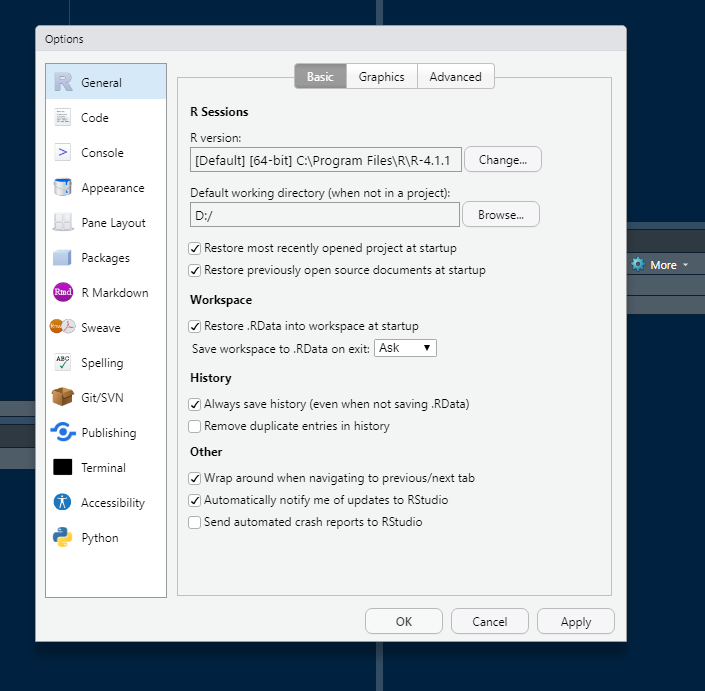 Options
General
Code
Console
Appearance
Pane Layout
Packages
Rmd R Markdown
Sweave
ABC Spelling
Git/SVN
Publishing
Terminal
Accessibility
Python
Basic Graphics Advanced
R Sessions
R version:
[Default] [64-bit] C:\Program Files\R\R-4.1.1 Change...
Default working directory (when not in a project):
D:/ Browse...
Restore most recently opened project at startup
Restore previously open source documents at startup
Workspace
Restore .RData into workspace at startup
Save workspace to .RData on exit: Ask
History
Always save history (even when not saving .RData)
Remove duplicate entries in history
Other
Wrap around when navigating to previous/next tab
Automatically notify me of updates to RStudio
Send automated crash reports to RStudio
OK Cancel Apply
More